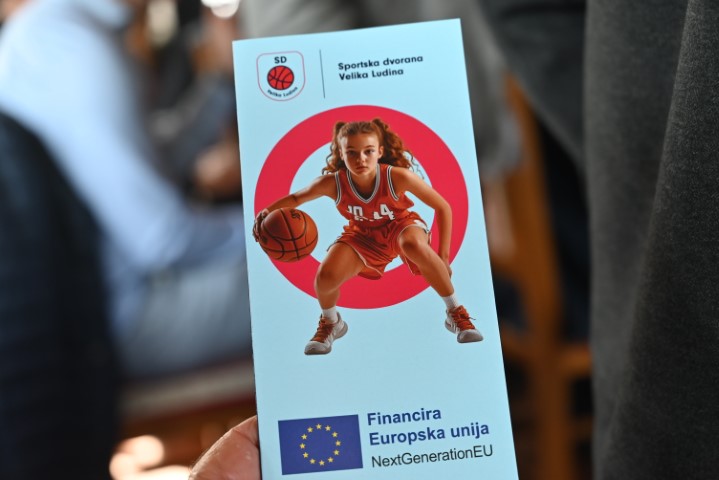 SD
Velika Ludina
Sportska dvorana
Velika Ludina
Financira
Europska unija
NextGenerationEU